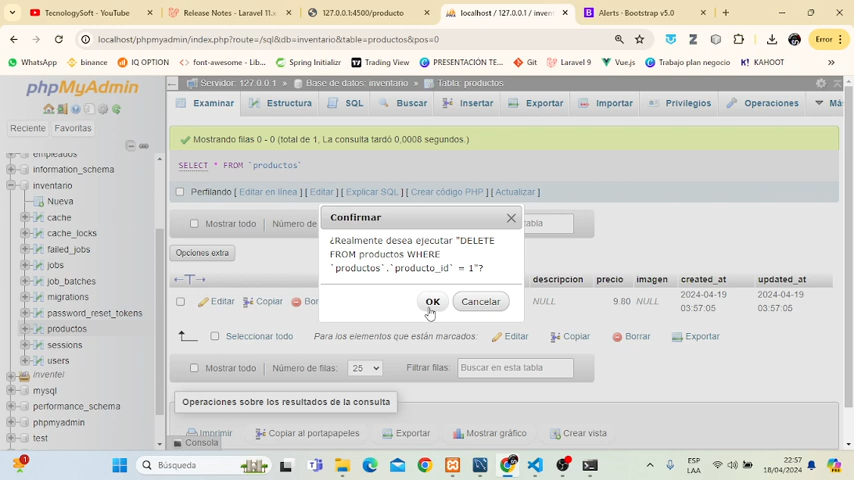 TecnologySoft - YouTube
Release Notes - Laravel 11.x
127.0.0.1:4500/producto
localhost / 127.0.0.1 / inven
Alerts · Bootstrap v5.0
localhost/phpmyadmin/index.php?route=/sql&db=inventario&table=productos&pos=0
Error
WhatsApp
binance
IQ OPTION
font-awesome - Lib...
Spring Initializr
Trading View
PRESENTACIÓN TE...
Git
Laravel 9
Vue.js
Trabajo plan negocio
KAHOOT
phpMyAdmin
Reciente
Favoritas
empleados
information_schema
inventario
Nueva
cache
cache_locks
failed_jobs
jobs
job_batches
migrations
password_reset_tokens
productos
sessions
users
inventei
mysql
performance_schema
phpmyadmin
test
Servidor: 127.0.0.1
Base de datos: inventario
Tabla: productos
Examinar
Estructura
SQL
Buscar
Insertar
Exportar
Importar
Privilegios
Operaciones
Mostrando filas 0 - 0 (total de 1, La consulta tardó 0,0008 segundos.)
SELECT * FROM `productos`
Perfilando [ Editar en línea ] [ Editar ] [ Explicar SQL ] [ Crear código PHP ] [ Actualizar ]
Mostrar todo
Número de
tabla
Opciones extra
Confirmar
¿Realmente desea ejecutar "DELETE
FROM productos WHERE
`productos`.`producto_id` = 1"?
OK
Cancelar
descripcion
precio
imagen
created_at
updated_at
Editar
Copiar
NULL
9.80
NULL
2024-04-19
03:57:05
2024-04-19
03:57:05
Seleccionar todo
Para los elementos que están marcados:
Editar
Copiar
Borrar
Exportar
Mostrar todo
Número de filas:
25
Filtrar filas:
Buscar en esta tabla
Operaciones sobre los resultados de la consulta
Imprimir
Copiar al portapapeles
Exportar
Mostrar gráfico
Crear vista
Consola
Búsqueda
ESP
LAA
22:57
18/04/2024